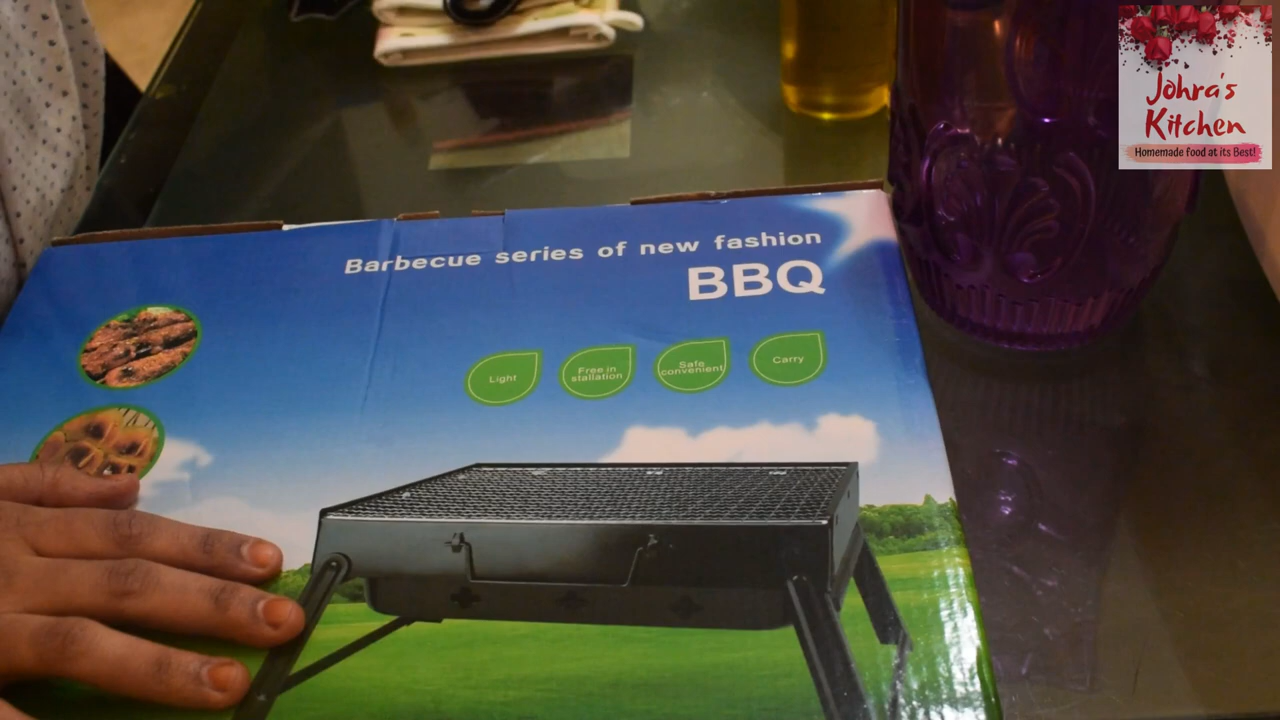 Johra's
Kitchen
Homemade food at its Best!
Barbecue series of new fashion
BBQ
Light
Free in
stallation
Safe
convenient
Carry